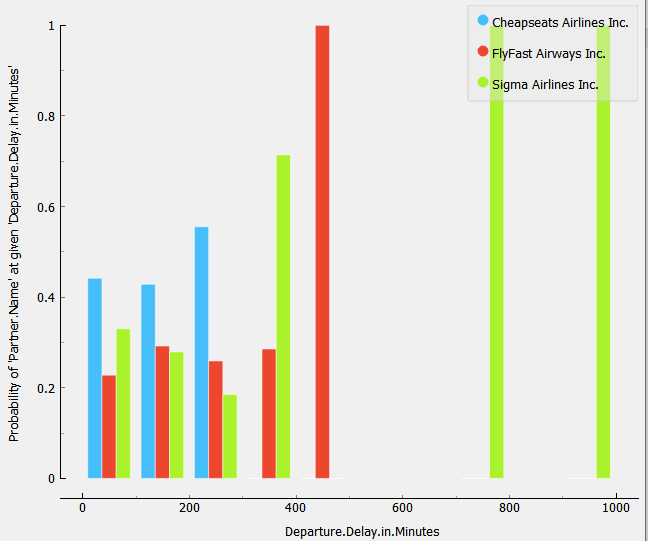 Cheapseats Airlines Inc.
FlyFast Airways Inc.
Sigma Airlines Inc.
Probability of 'Partner.Name' at given 'Departure.Delay.in.Minutes'
1
0.8
0.6
0.4
0.2
0
0 200 400 600 800 1000
Departure.Delay.in.Minutes